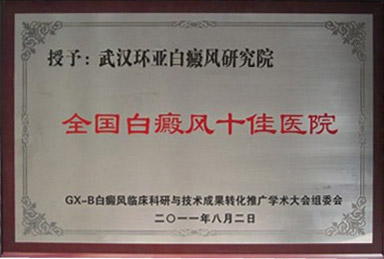 授予：武汉环亚白癜风研究院
全国白癜风十佳医院
GX-B白癜风临床科研与技术成果转化推广学术大会组委会
二〇一一年八月二日